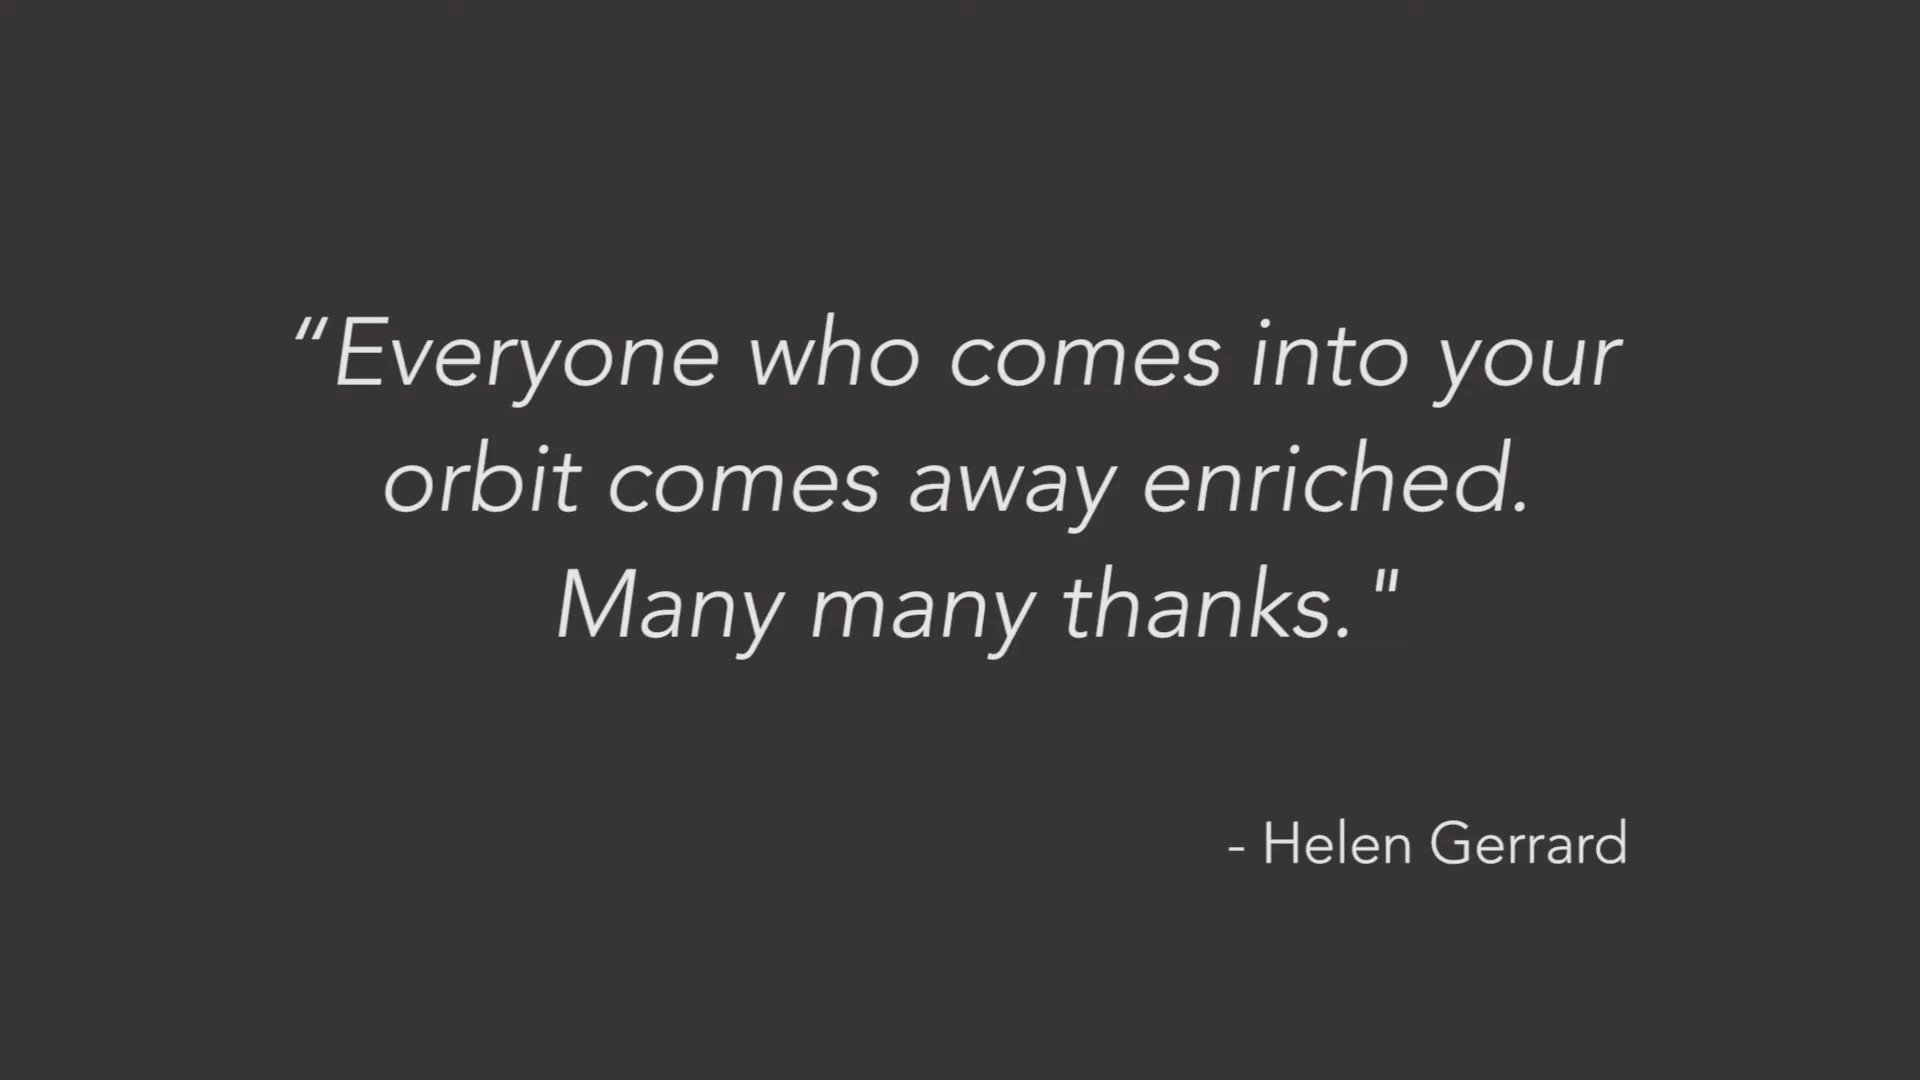 “Everyone who comes into your
orbit comes away enriched.
Many many thanks."
- Helen Gerrard